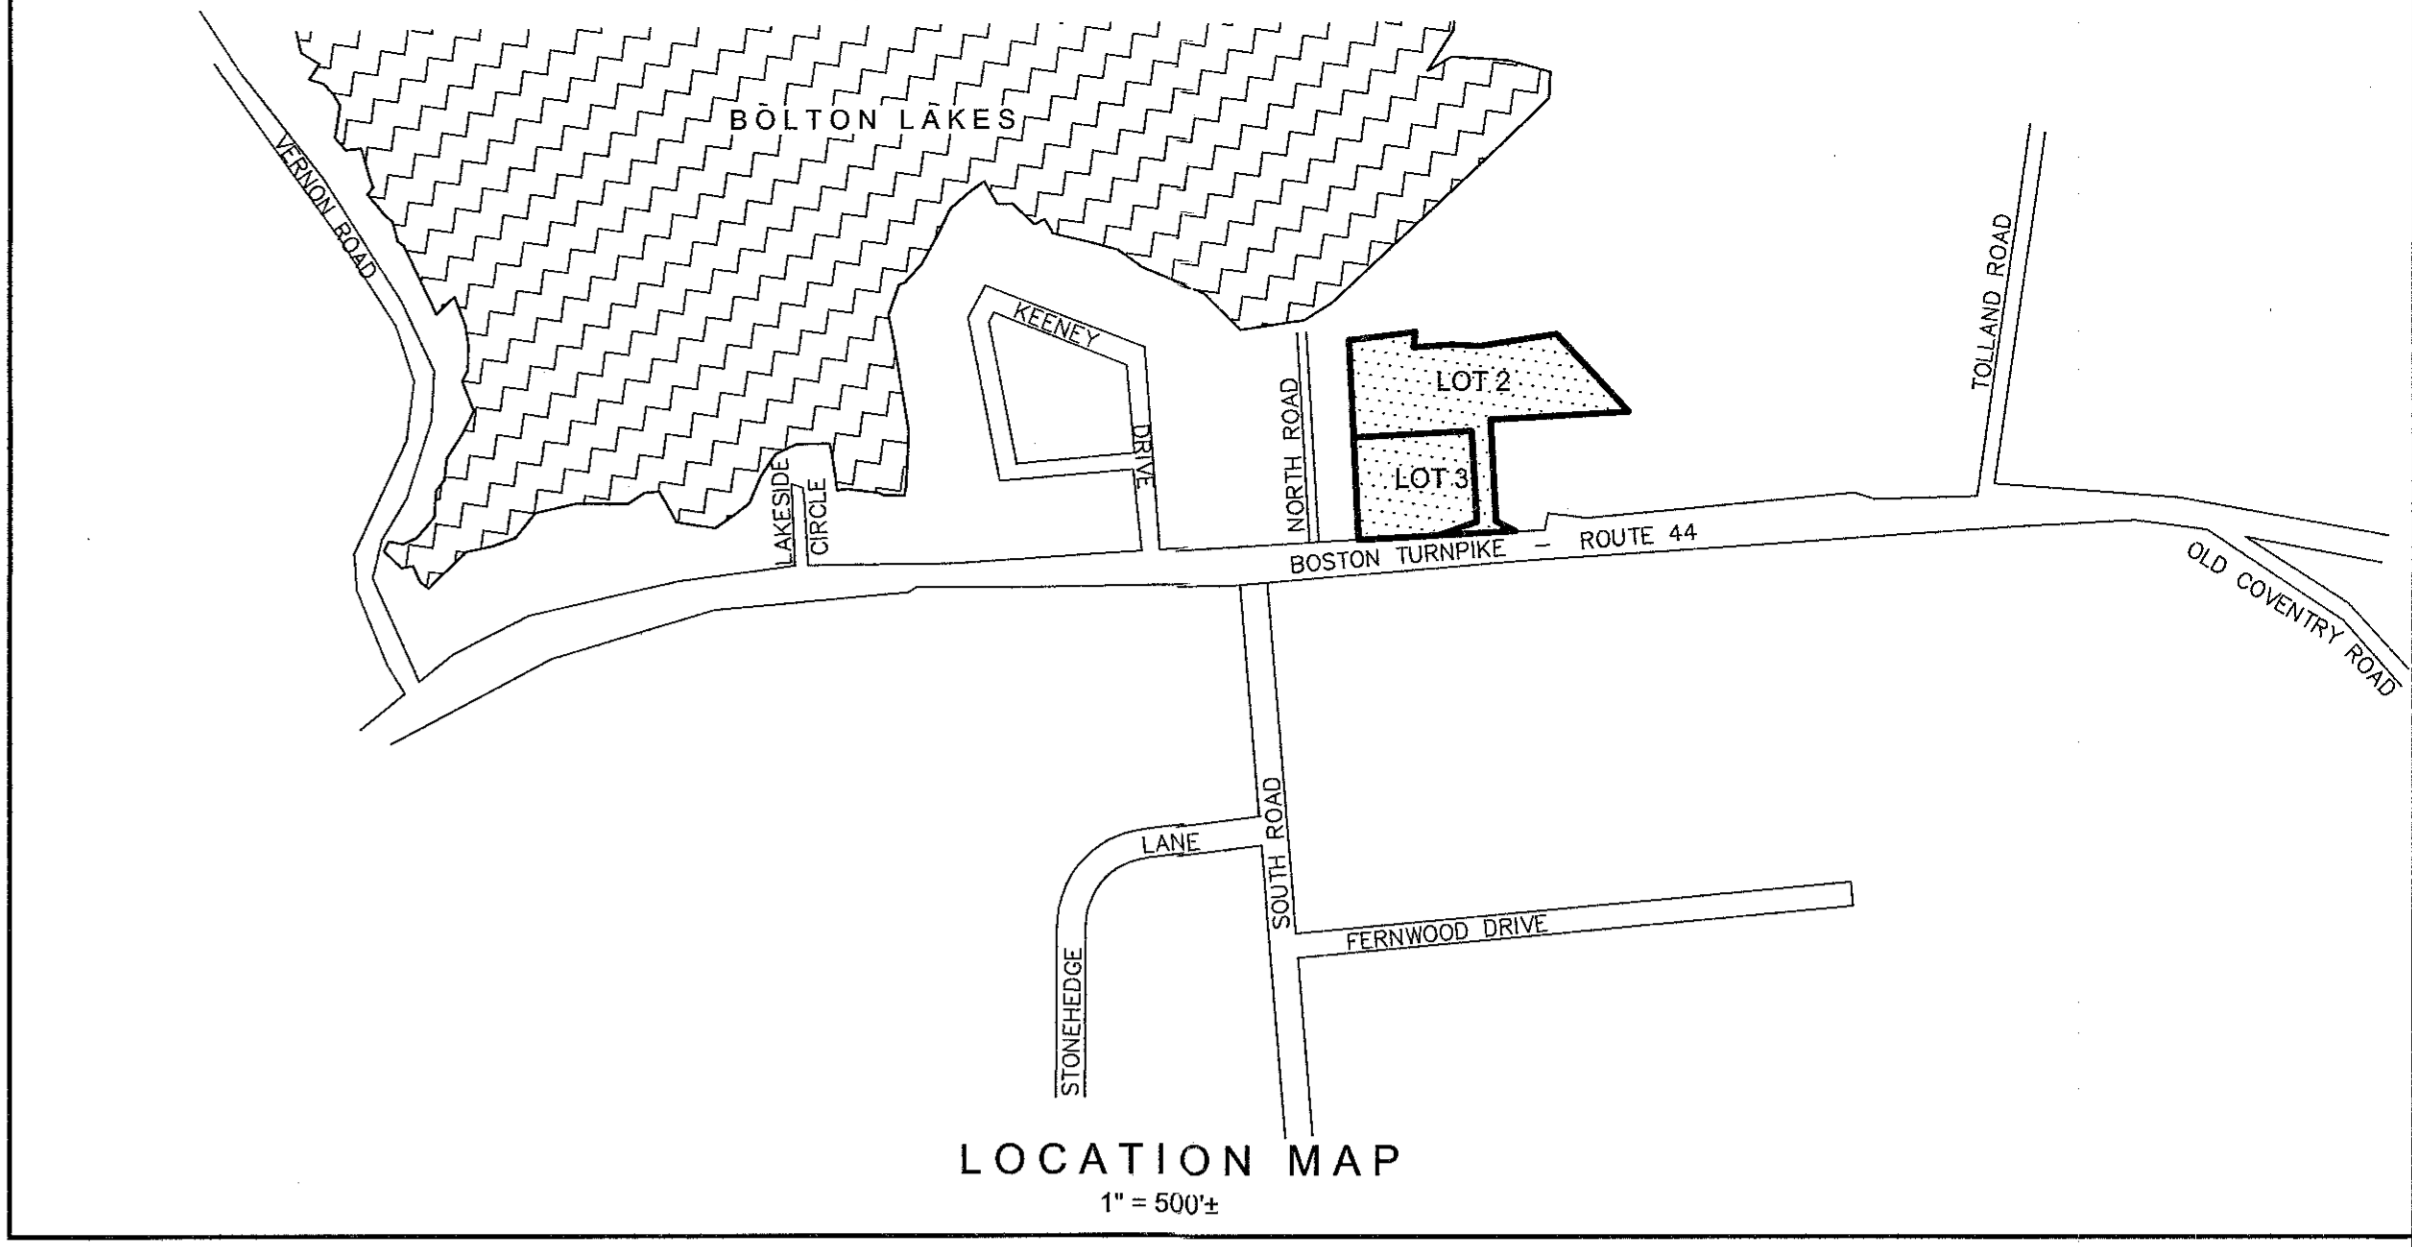 BOLTON LAKES
VERNON ROAD
KEENEY
DRIVE
LAKESIDE
CIRCLE
NORTH ROAD
LOT 2
LOT 3
TOLLAND ROAD
BOSTON TURNPIKE - ROUTE 44
OLD COVENTRY ROAD
SOUTH ROAD
LANE
STONEHEDGE
FERNWOOD DRIVE
LOCATION MAP
1" = 500'±